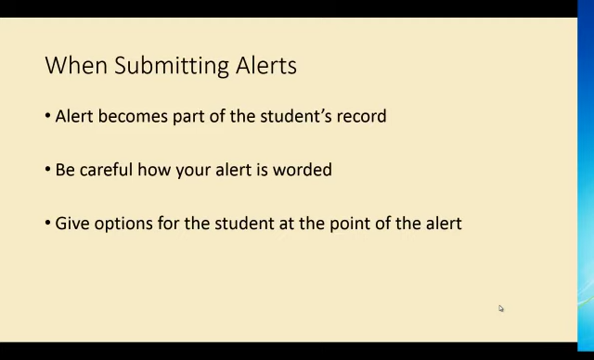 When Submitting Alerts
• Alert becomes part of the student's record
• Be careful how your alert is worded
• Give options for the student at the point of the alert